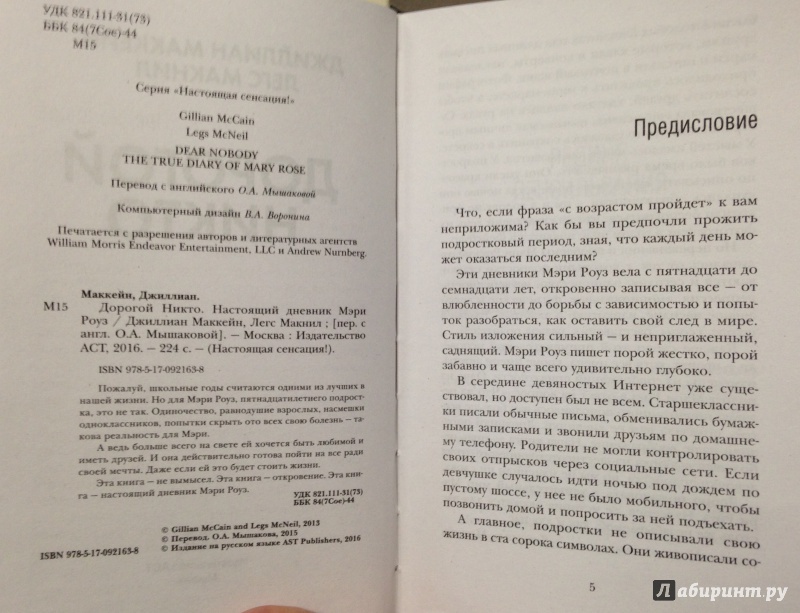 УДК 821.111-31(73)
ББК 84(7Сое)-44
М15
Серия «Настоящая сенсация!»
Gillian McCain
Legs McNeil
DEAR NOBODY
THE TRUE DIARY OF MARY ROSE
Перевод с английского О.А. Мышаковой
Компьютерный дизайн В.А. Воронина
Печатается с разрешения авторов и литературных агентств
William Morris Endeavor Entertainment, LLC и Andrew Nurnberg.
Маккейн, Джиллиан.
М15 Дорогой Никто. Настоящий дневник Мэри
Роуз / Джиллиан Маккейн, Легс Макнил ; [пер. с
англ. О.А. Мышаковой]. – Москва : Издательство
АСТ, 2016. – 224 с. – (Настоящая сенсация!).
ISBN 978-5-17-092163-8
Пожалуй, школьные годы считаются одними из лучших в
нашей жизни. Но для Мэри Роуз, пятнадцатилетнего подрост-
ка, это не так. Одиночество, равнодушие взрослых, насмешки
одноклассников, попытки скрыть ото всех свою болезнь – та-
кова реальность для Мэри.
А ведь больше всего на свете ей хочется быть любимой и
иметь друзей. И она действительно готова пойти на все ради
своей мечты. Даже если ей это будет стоить жизни.
Эта книга – не вымысел. Эта книга – откровение. Эта кни-
га – настоящий дневник Мэри Роуз.
УДК 821.111-31(73)
ББК 84(7Сое)-44
© Gillian McCain and Legs McNeil, 2013
© Перевод. О.А. Мышакова, 2015
© Издание на русском языке AST Publishers, 2016
ISBN 978-5-17-092163-8
Предисловие
Что, если фраза «с возрастом пройдет» к вам
неприложима? Как бы вы предпочли прожить
подростковый период, зная, что каждый день мо-
жет оказаться последним?
Эти дневники Мэри Роуз вела с пятнадцати до
семнадцати лет, откровенно записывая все – от
влюбленности до борьбы с зависимостью и попы-
ток разобраться, как оставить свой след в мире.
Стиль изложения сильный – и неприглаженный,
саднящий. Мэри Роуз пишет порой жестко, порой
забавно и чаще всего удивительно глубоко.
В середине девяностых Интернет уже суще-
ствовал, но доступен был не всем. Старшеклассни-
ки писали обычные письма, обменивались бумаж-
ными записками и звонили друзьям по домашне-
му телефону. Родители не могли контролировать
своих отпрысков через социальные сети. Если
девчушке случалось идти ночью под дождем по
пустому шоссе, у нее не было мобильного, чтобы
позвонить домой и попросить за ней подъехать.
А главное, подростки не описывали свою
жизнь в ста сорока символах. Они живописали со-
5
Лабиринт.ру